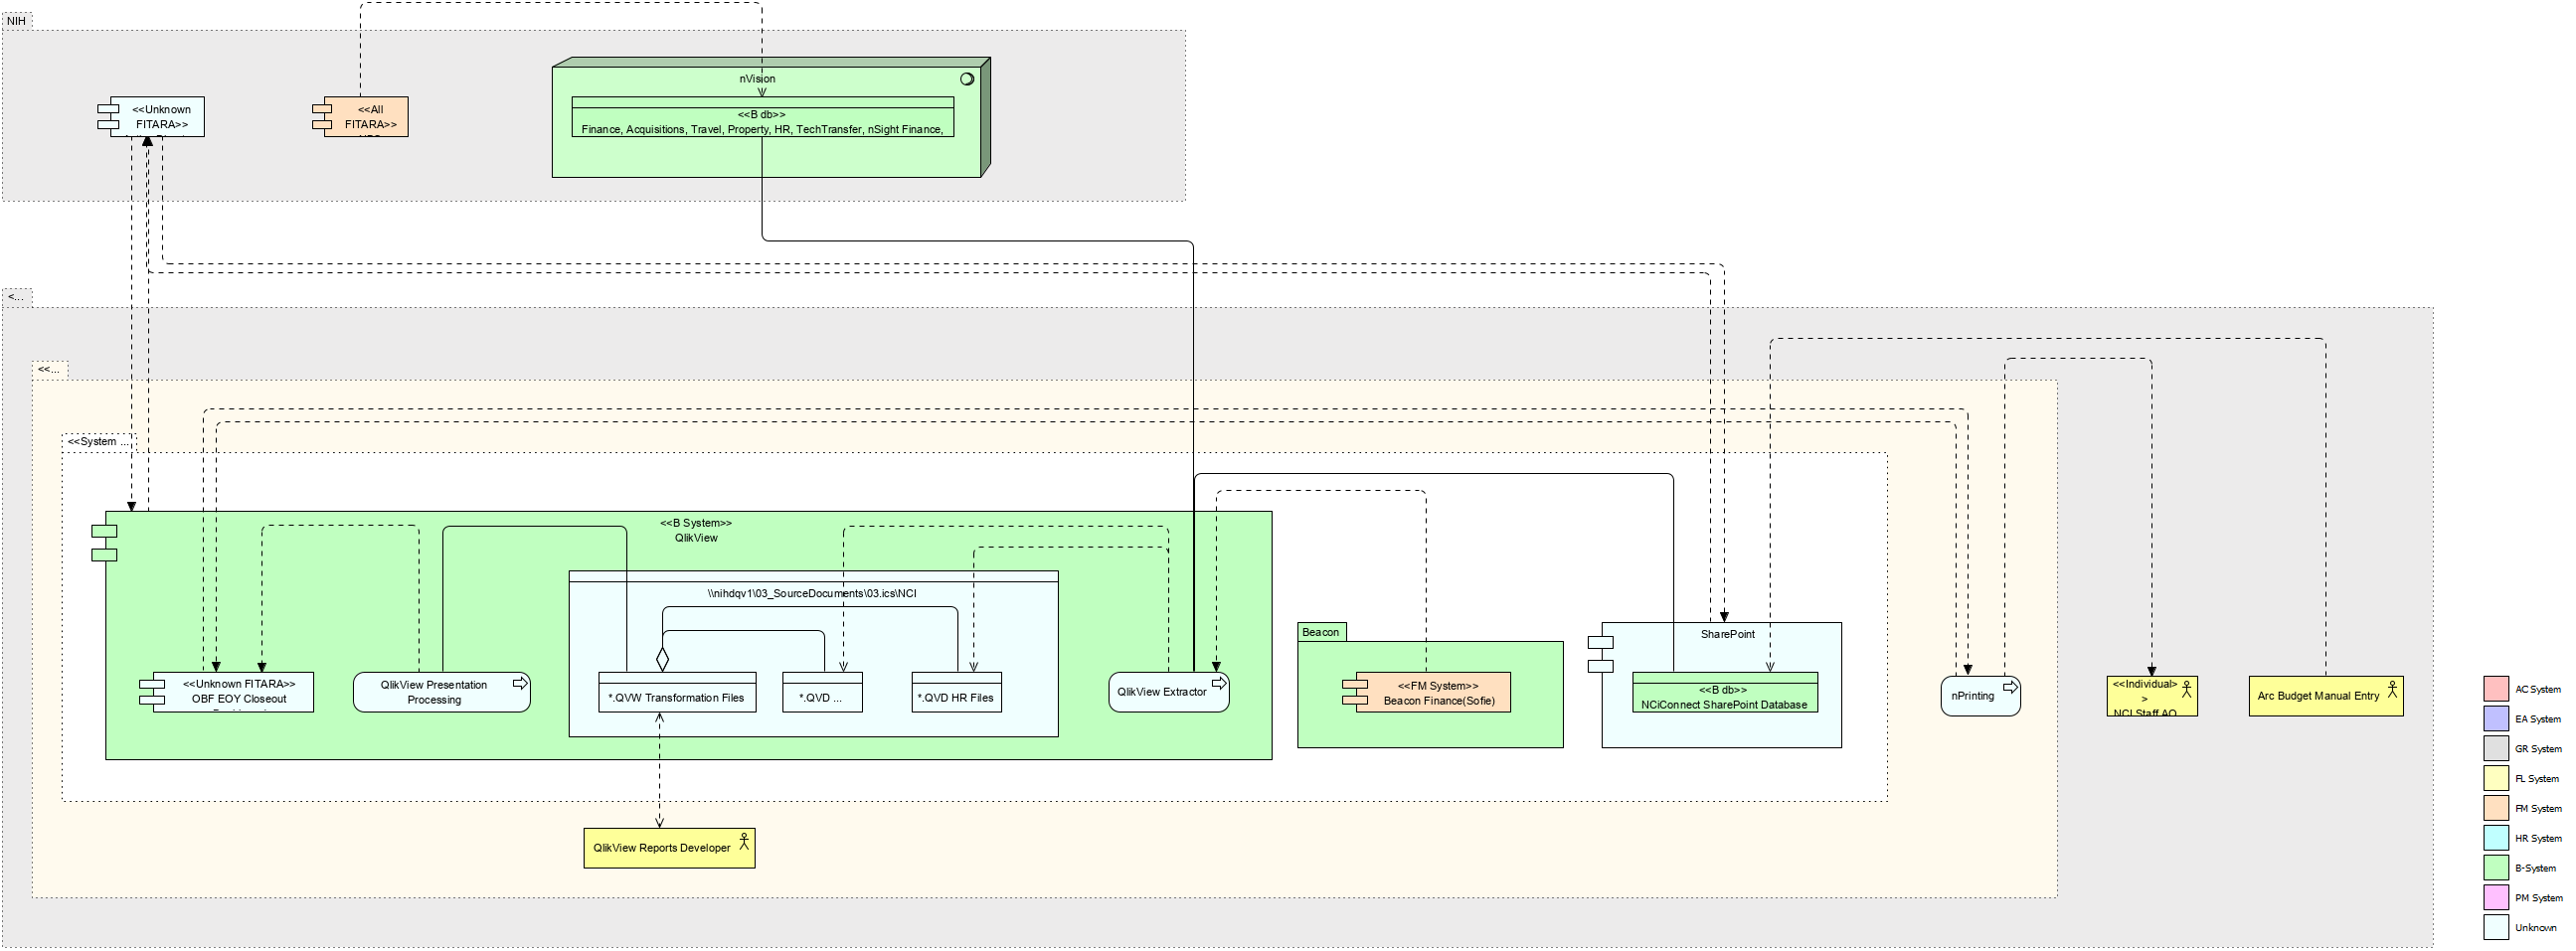 NIH
nVision
<<Unknown
FITARA>>
<<All
FITARA>>
<<B db>>
Finance, Acquisitions, Travel, Property, HR, TechTransfer, nSight Finance,
<...
<<...
<<System ...
<<B System>>
QlikView
\\nihdqv1\03_SourceDocuments\03.ics\NCI
Beacon
SharePoint
<<Unknown FITARA>>
OBF EOY Closeout
QlikView Presentation
Processing
*.QVW Transformation Files
*.QVD ...
*.QVD HR Files
QlikView Extractor
<<FM System>>
Beacon Finance(Sofie)
<<B db>>
NCiConnect SharePoint Database
nPrinting
<<Individual>
>
NCI Staff AO
Arc Budget Manual Entry
QlikView Reports Developer
AC System
EA System
GR System
FL System
FM System
HR System
B-System
PM System
Unknown